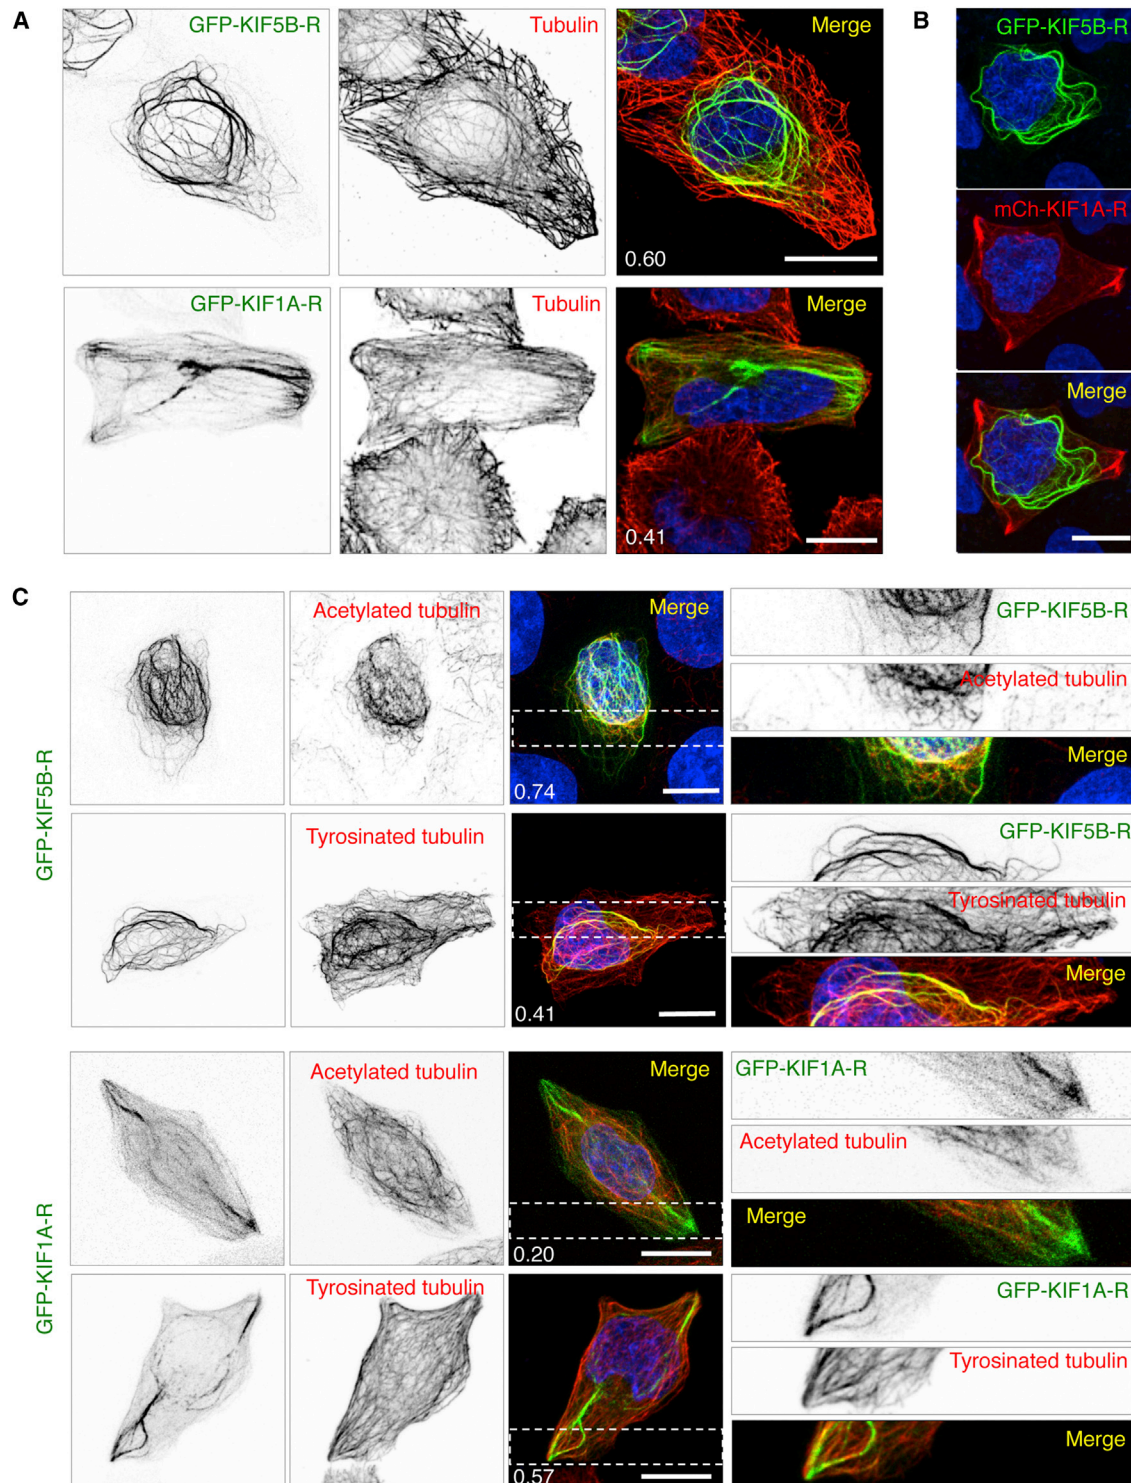 A
GFP-KIF5B-R
Tubulin
Merge
0.60
GFP-KIF1A-R
Tubulin
Merge
0.41
B
GFP-KIF5B-R
mCh-KIF1A-R
Merge
C
GFP-KIF5B-R
Acetylated tubulin
Merge
0.74
GFP-KIF5B-R
Acetylated tubulin
Merge
Tyrosinated tubulin
0.41
GFP-KIF5B-R
Tyrosinated tubulin
Merge
GFP-KIF1A-R
Acetylated tubulin
Merge
0.20
GFP-KIF1A-R
Acetylated tubulin
Merge
Tyrosinated tubulin
0.57
GFP-KIF1A-R
Tyrosinated tubulin
Merge